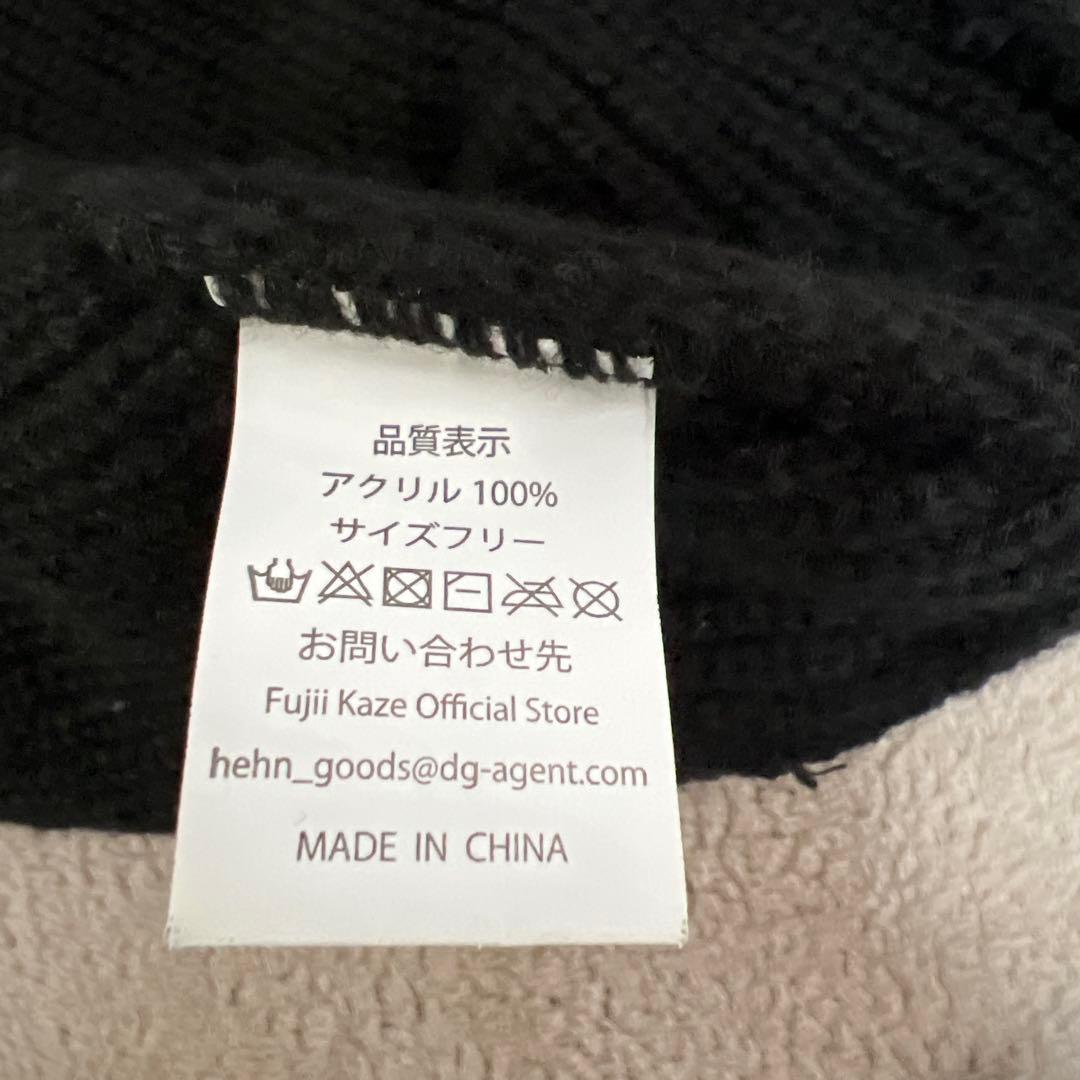 品質表示
アクリル 100%
サイズフリー
お問い合わせ先
Fujii Kaze Official Store
hehn_goods@dg-agent.com
MADE IN CHINA